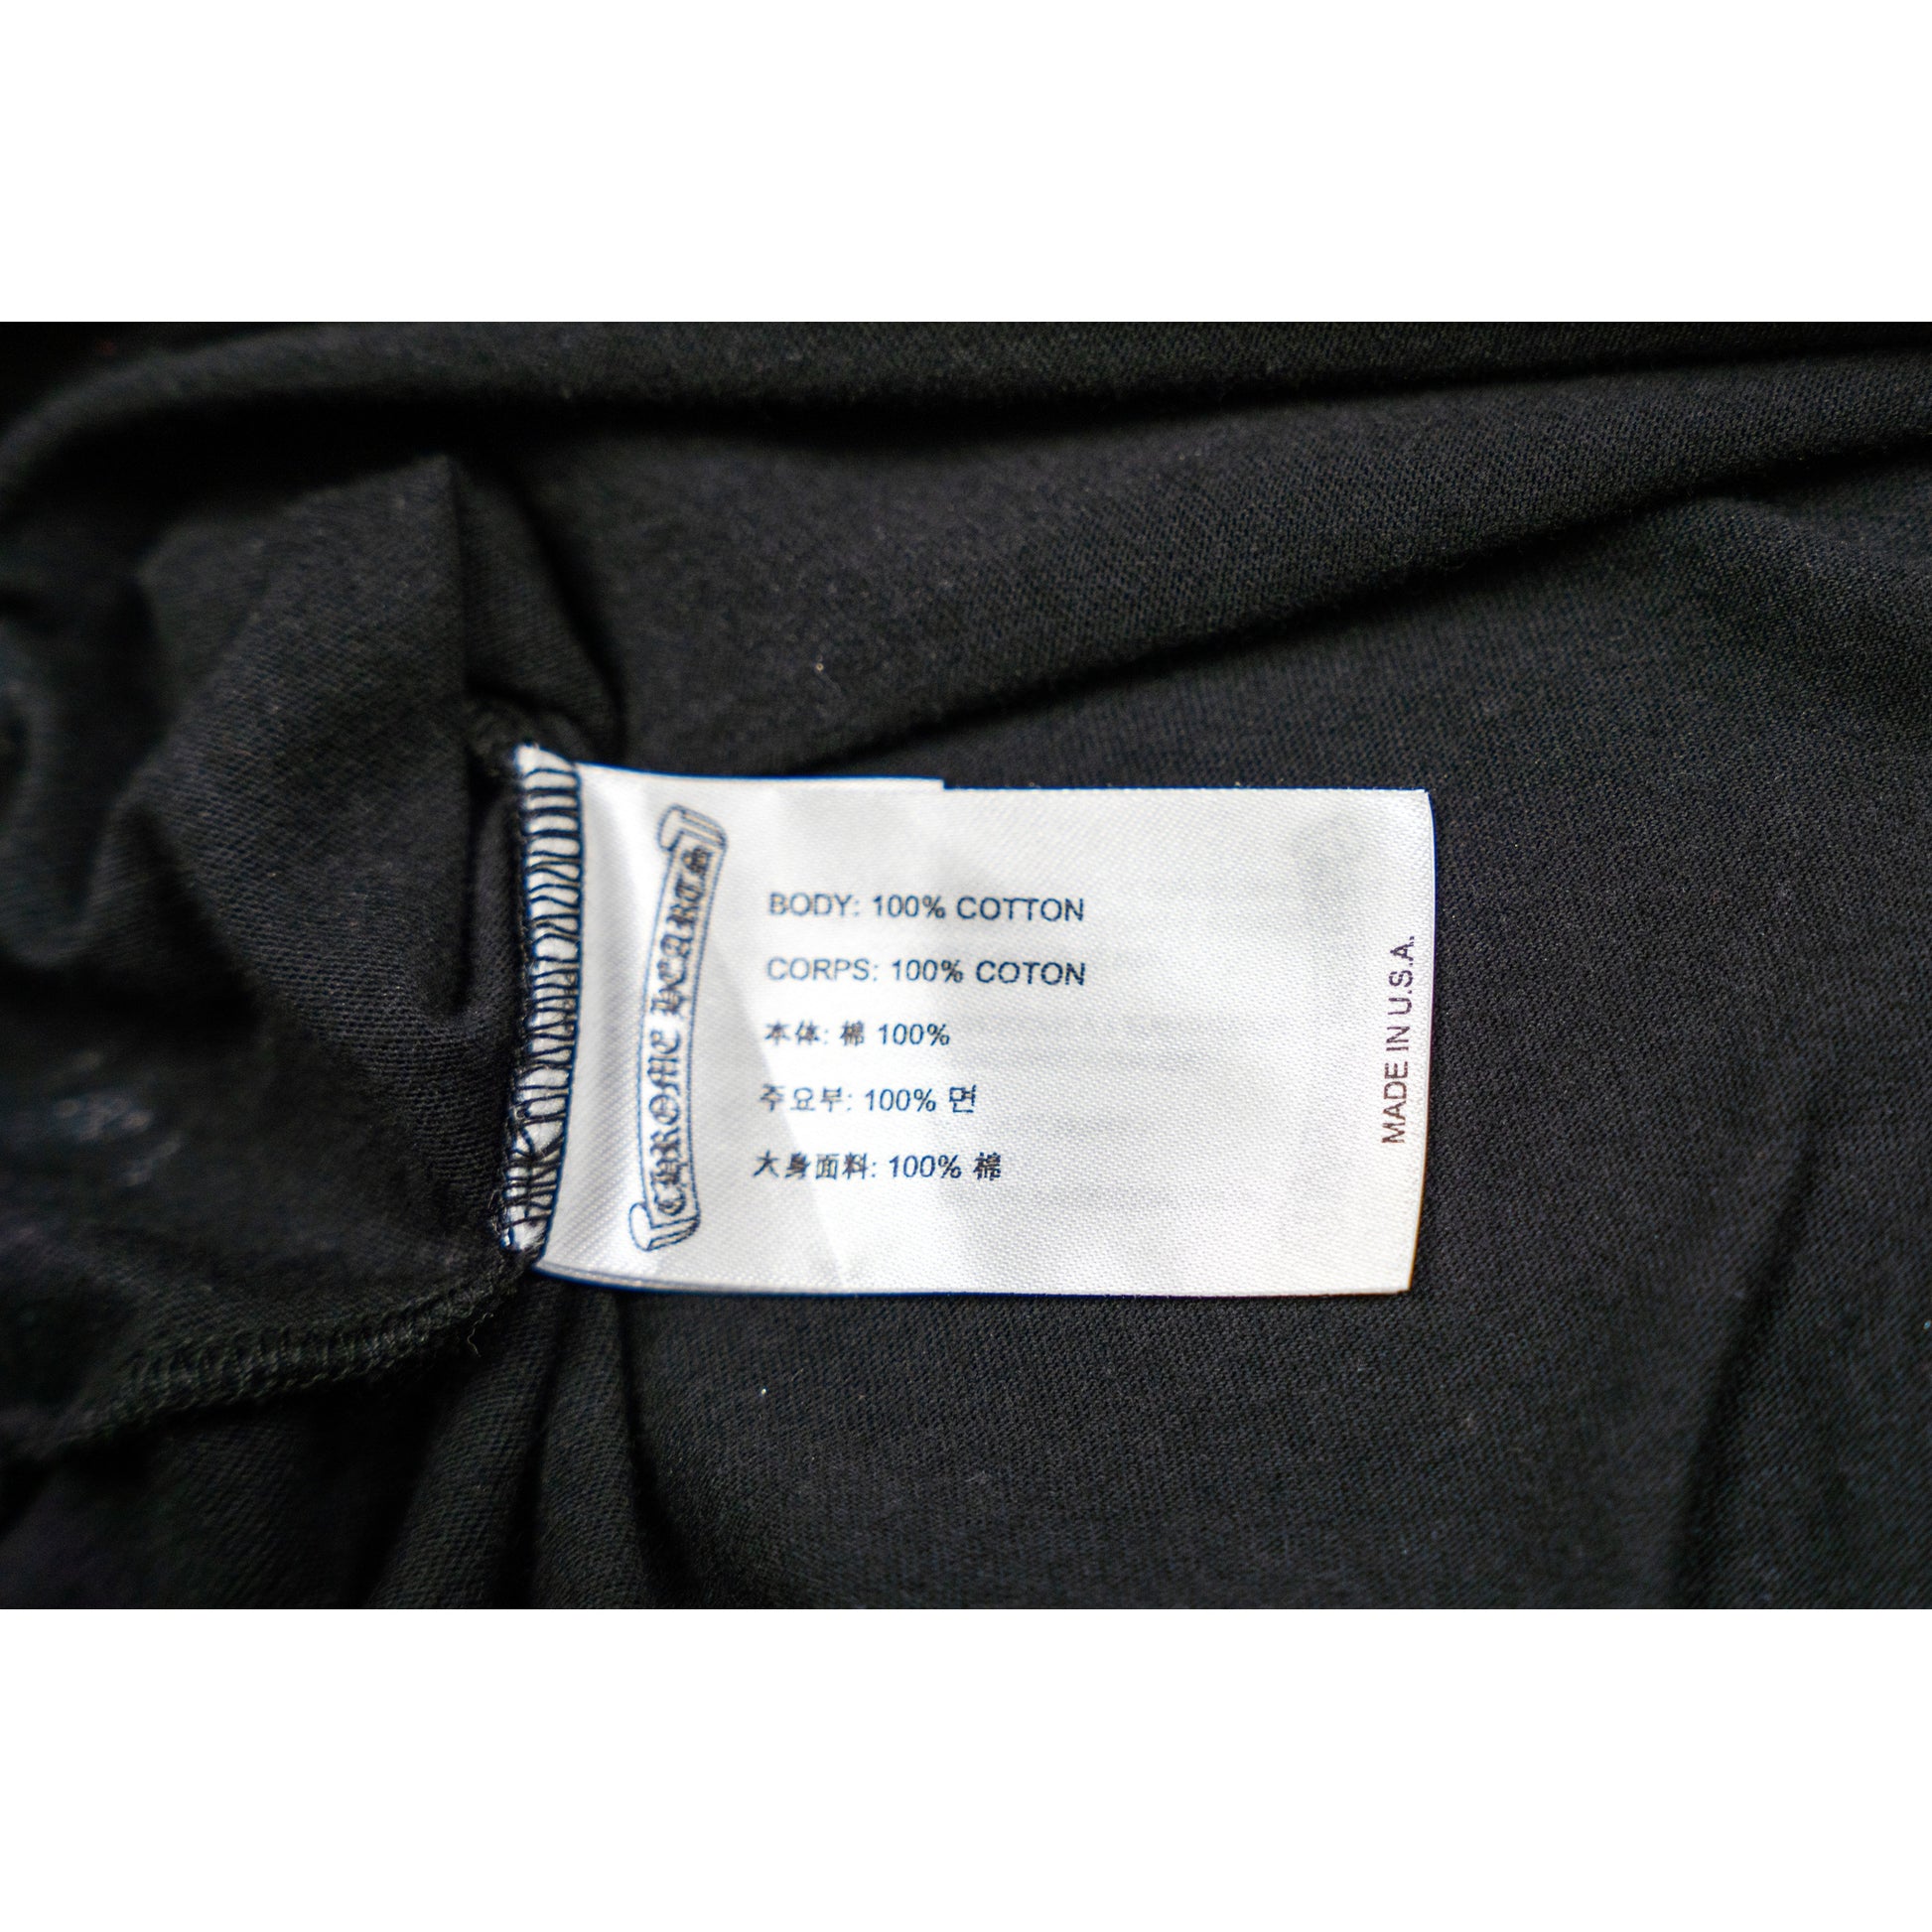 CHROME HEARTS
BODY: 100% COTTON
CORPS: 100% COTON
本体: 棉 100%
주요부: 100% 면
大身面料: 100% 棉
MADE IN U.S.A.